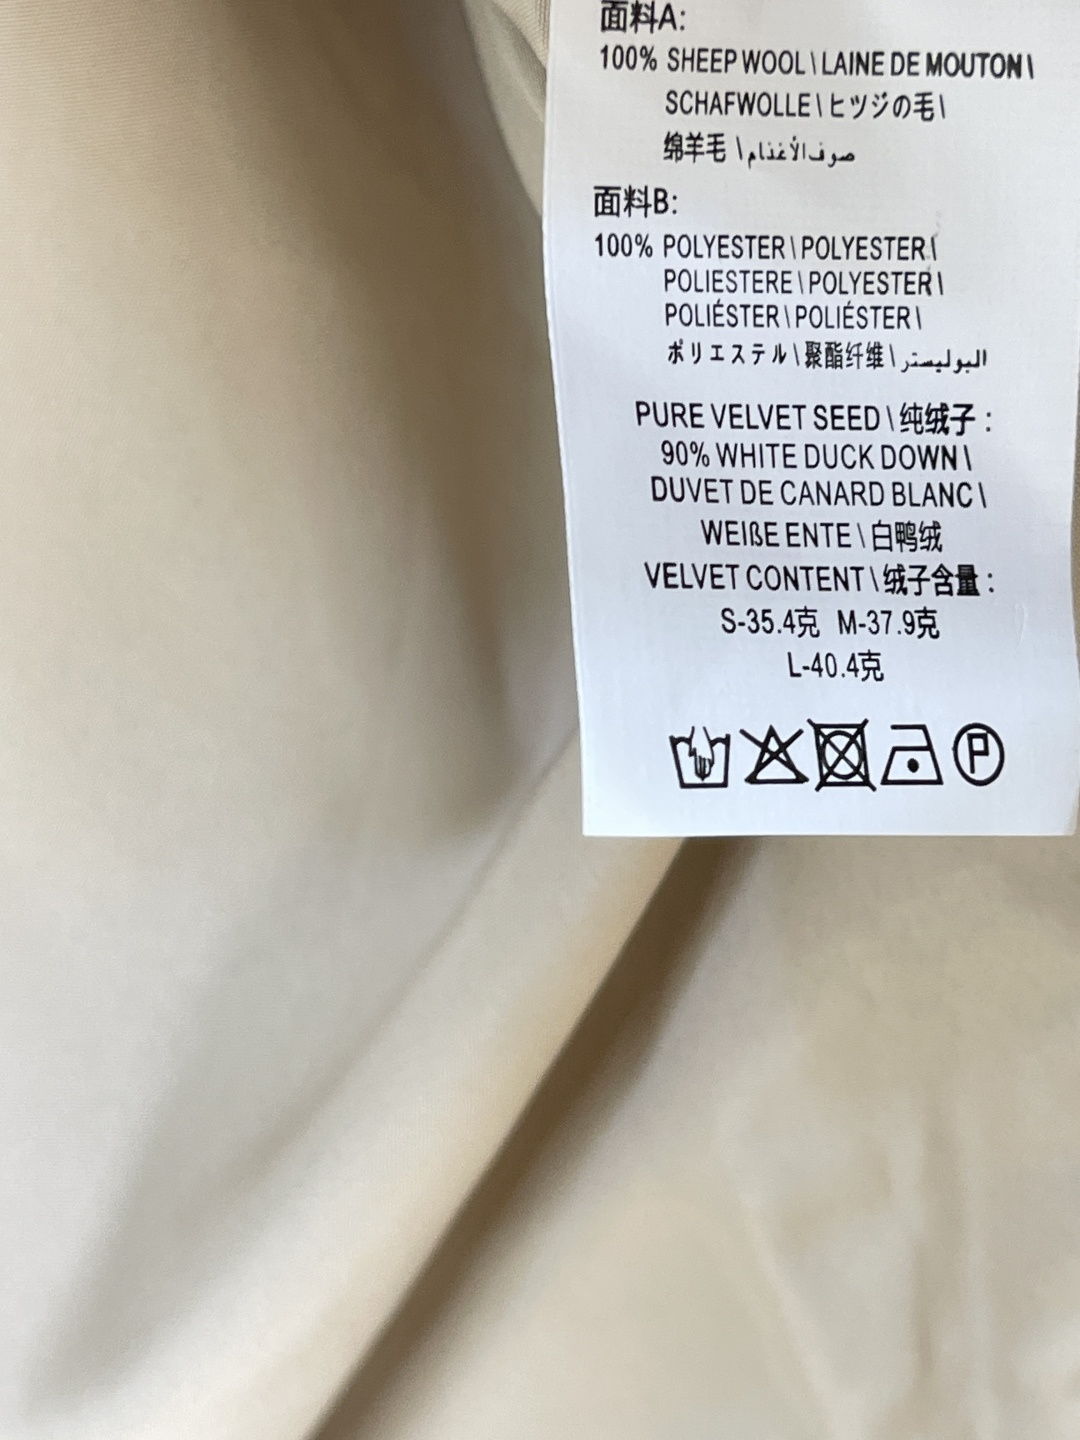 面料A:
100% SHEEP WOOL \ LAINE DE MOUTON \
SCHAFWOLLE \ ヒツジの毛 \
绵羊毛 \ صوف الأغنام
面料B:
100% POLYESTER \ POLYESTER \
POLIESTERE \ POLYESTER \
POLIÉSTER \ POLIÉSTER \
ポリエステル \ 聚酯纤维 \ البوليستر
PURE VELVET SEED \ 纯绒子 :
90% WHITE DUCK DOWN \
DUVET DE CANARD BLANC \
WEIßE ENTE \ 白鸭绒
VELVET CONTENT \ 绒子含量 :
S-35.4克 M-37.9克
L-40.4克
P